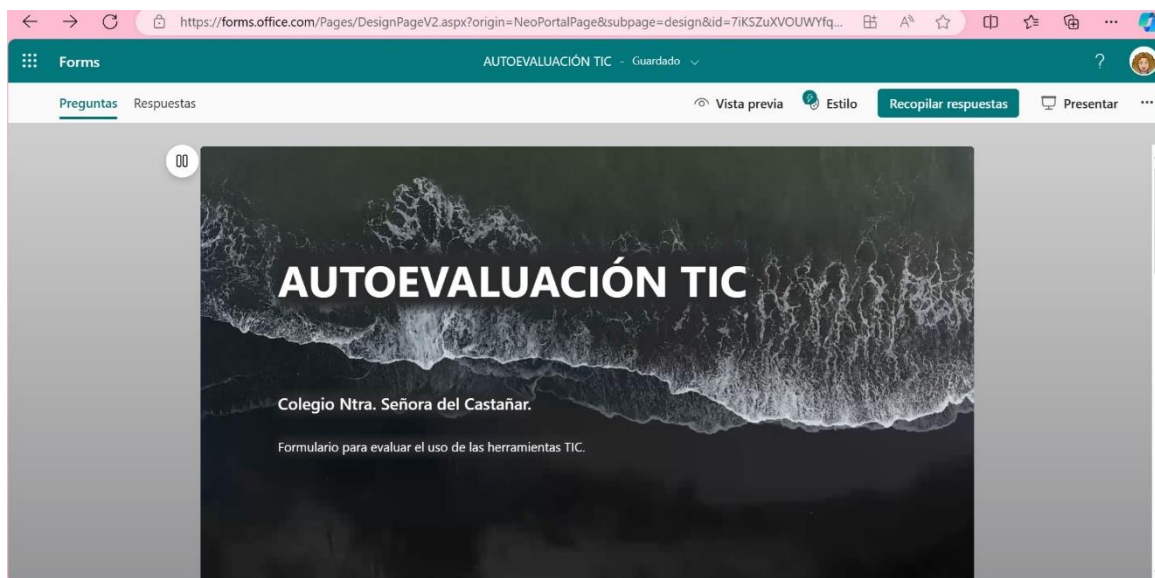 https://forms.office.com/Pages/DesignPageV2.aspx?origin=NeoPortalPage&subpage=design&id=7iKSZuXVOUWYfq...
Forms
AUTOEVALUACIÓN TIC - Guardado
?
Preguntas Respuestas Vista previa Estilo Recopilar respuestas Presentar ...
AUTOEVALUACIÓN TIC
Colegio Ntra. Señora del Castañar.
Formulario para evaluar el uso de las herramientas TIC.